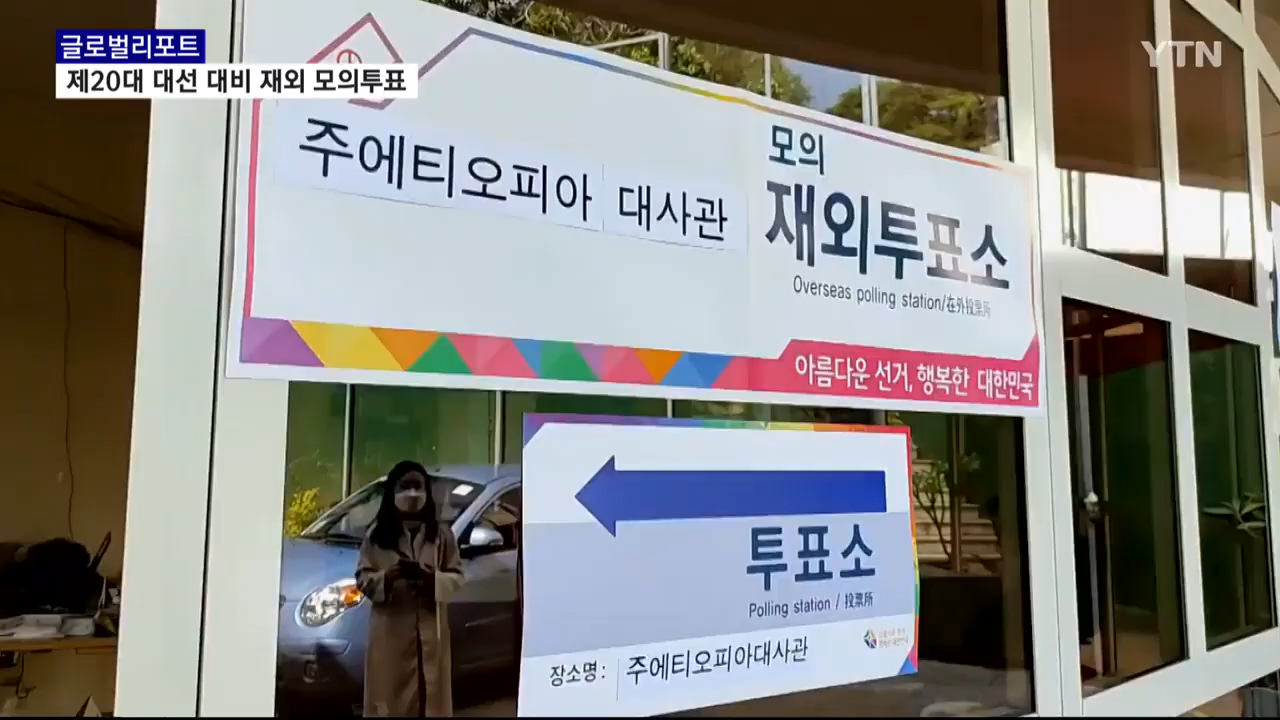 글로벌리포트
제20대 대선 대비 재외 모의투표
YTN
주에티오피아 대사관
모의
재외투표소
Overseas polling station/在外投票所
아름다운 선거, 행복한 대한민국
투표소
Polling station / 投票所
장소명 : 주에티오피아대사관